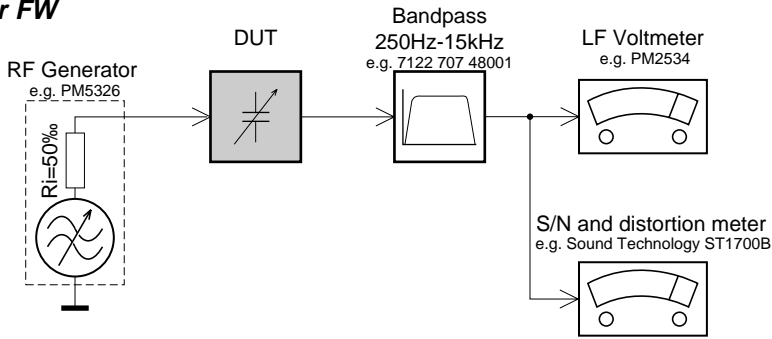 r FW
DUT
Bandpass
250Hz-15kHz
e.g. 7122 707 48001
LF Voltmeter
e.g. PM2534
RF Generator
e.g. PM5326
Ri=50‰
S/N and distortion meter
e.g. Sound Technology ST1700B